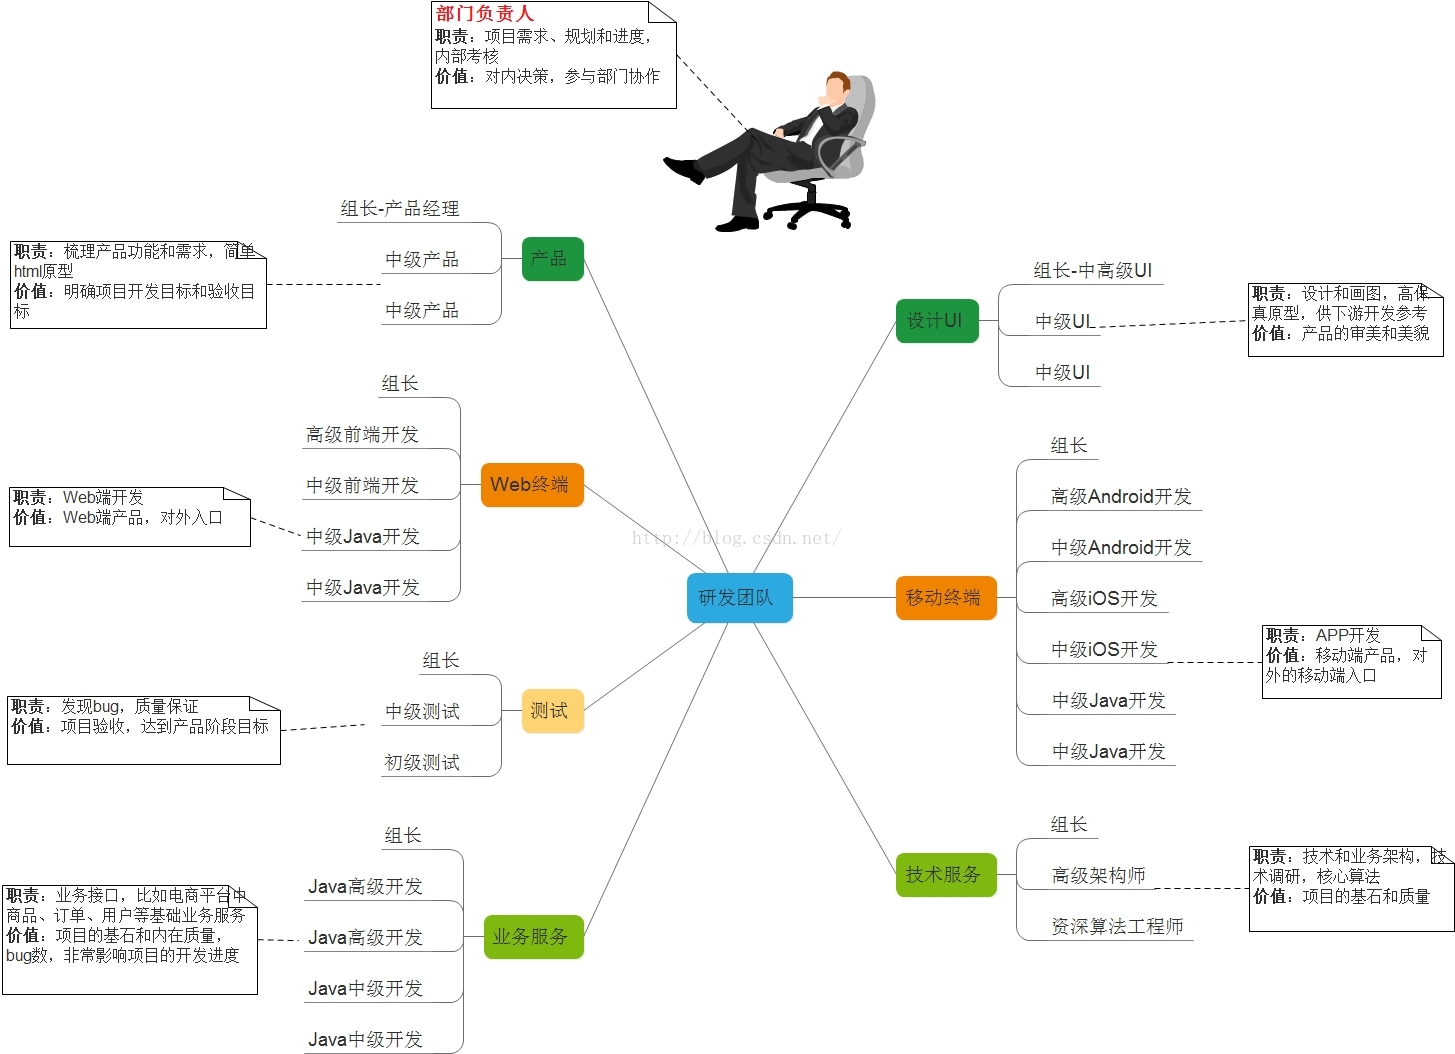 部门负责人
职责：项目需求、规划和进度，
内部考核
价值：对内决策，参与部门协作
组长-产品经理
中级产品
中级产品
产品
职责：梳理产品功能和需求，简单
html原型
价值：明确项目开发目标和验收目
标
组长
高级前端开发
中级前端开发
中级Java开发
中级Java开发
Web终端
职责：Web端开发
价值：Web端产品，对外入口
组长
中级测试
初级测试
测试
职责：发现bug，质量保证
价值：项目验收，达到产品阶段目标
组长
Java高级开发
Java高级开发
Java中级开发
Java中级开发
业务服务
职责：业务接口，比如电商平台中
商品、订单、用户等基础业务服务
价值：项目的基石和内在质量，
bug数，非常影响项目的开发进度
研发团队
http://blog.csdn.net/
设计UI
组长-中高级UI
中级UI
中级UI
职责：设计和画图，高保
真原型，供下游开发参考
价值：产品的审美和美貌
移动终端
组长
高级Android开发
中级Android开发
高级iOS开发
中级iOS开发
中级Java开发
中级Java开发
职责：APP开发
价值：移动端产品，对
外的移动端入口
技术服务
组长
高级架构师
资深算法工程师
职责：技术和业务架构，技
术调研，核心算法
价值：项目的基石和质量